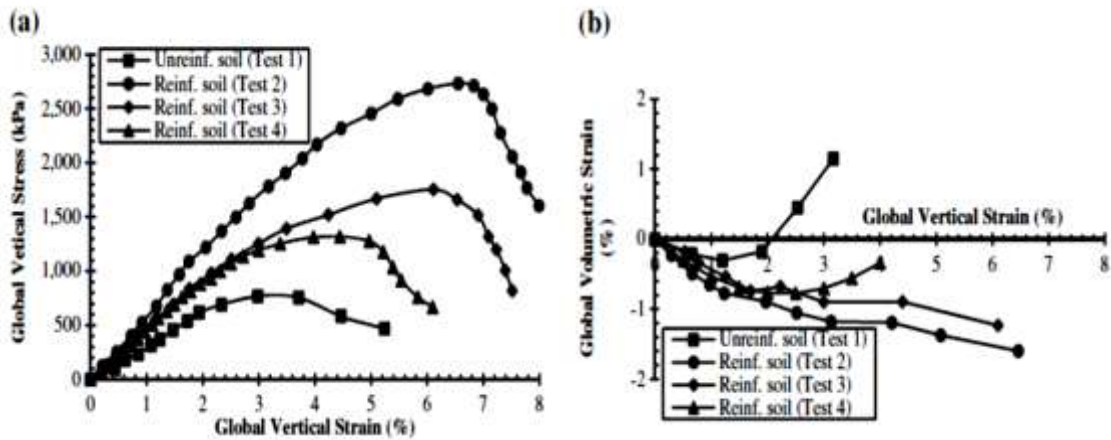 (a)
3,000
2,500
2,000
1,500
1,000
500
0
Global Vetical Stress (kPa)
Unreinf. soil (Test 1)
Reinf. soil (Test 2)
Reinf. soil (Test 3)
Reinf. soil (Test 4)
0 1 2 3 4 5 6 7 8
Global Vertical Strain (%)
(b)
2
1
0
-1
-2
Global Volumetric Strain
(%)
Global Vertical Strain (%)
0 2 3 4 5 6 7 8
Unreinf. soil (Test 1)
Reinf. soil (Test 2)
Reinf. soil (Test 3)
Reinf. soil (Test 4)